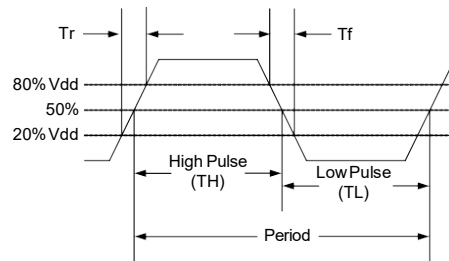 Tr
Tf
80% Vdd
50%
20% Vdd
High Pulse
(TH)
Low Pulse
(TL)
Period